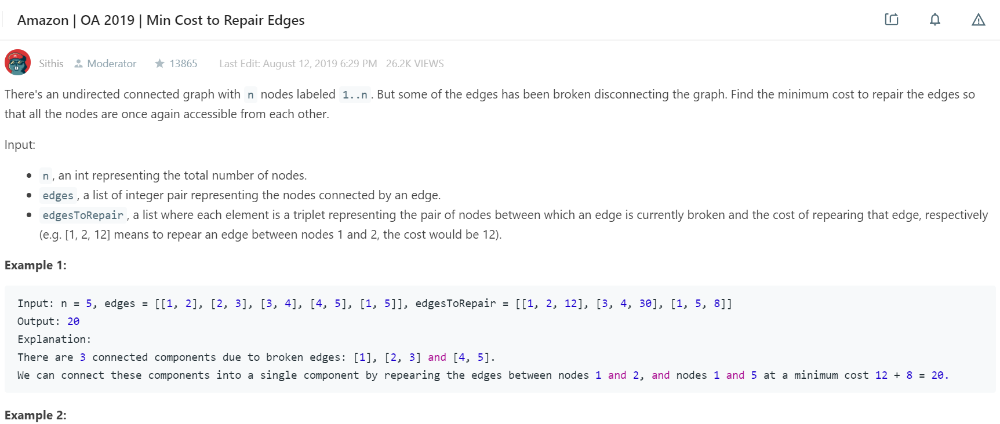 Amazon | OA 2019 | Min Cost to Repair Edges
Sithis Moderator 13865 Last Edit: August 12, 2019 6:29 PM 26.2K VIEWS
There's an undirected connected graph with n nodes labeled 1..n. But some of the edges has been broken disconnecting the graph. Find the minimum cost to repair the edges so
that all the nodes are once again accessible from each other.
Input:
• n, an int representing the total number of nodes.
• edges, a list of integer pair representing the nodes connected by an edge.
• edgesToRepair, a list where each element is a triplet representing the pair of nodes between which an edge is currently broken and the cost of repearing that edge, respectively
(e.g. [1, 2, 12] means to repear an edge between nodes 1 and 2, the cost would be 12).
Example 1:
Input: n = 5, edges = [[1, 2], [2, 3], [3, 4], [4, 5], [1, 5]], edgesToRepair = [[1, 2, 12], [3, 4, 30], [1, 5, 8]]
Output: 20
Explanation:
There are 3 connected components due to broken edges: [1], [2, 3] and [4, 5].
We can connect these components into a single component by repearing the edges between nodes 1 and 2, and nodes 1 and 5 at a minimum cost 12 + 8 = 20.
Example 2: